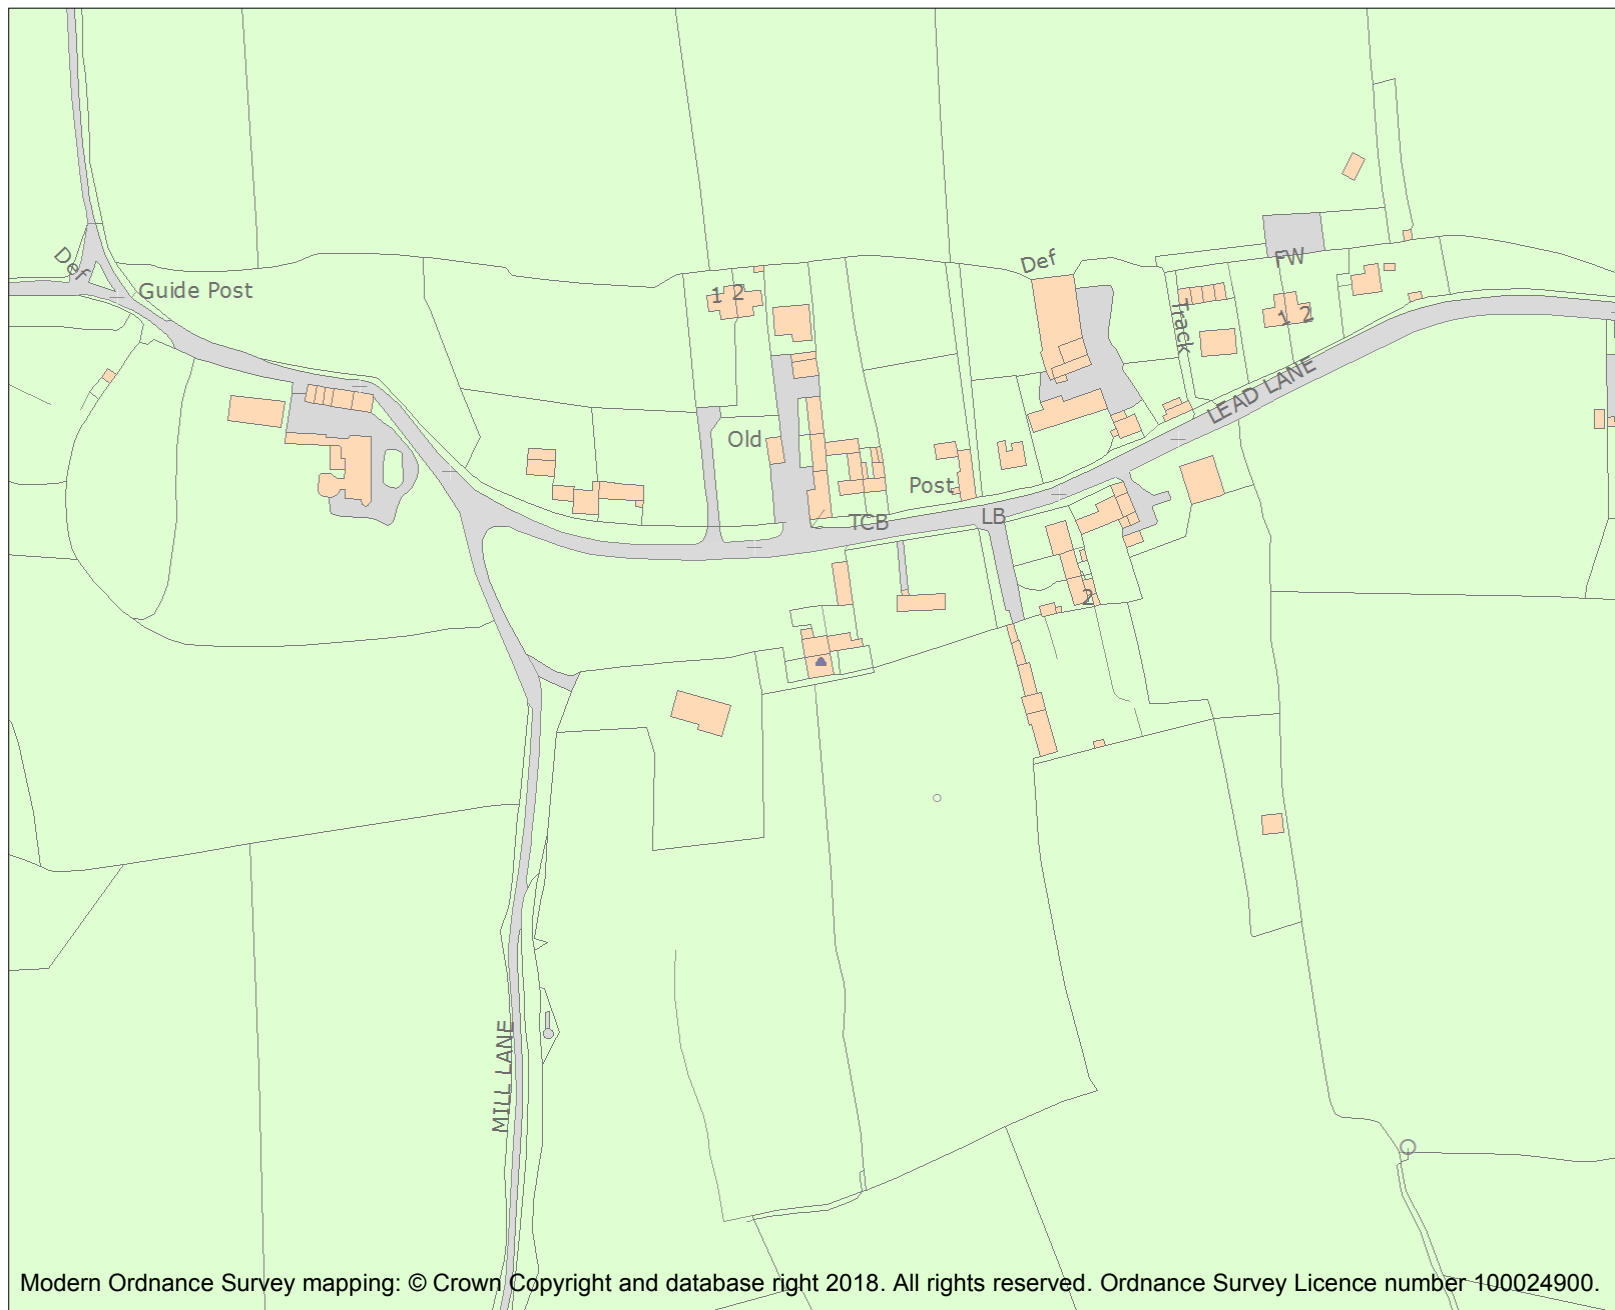 Def
FW
Def
Guide Post
1 2
1 2
Track
LEAD LANE
Old
Post
TCB
LB
2
MILL LANE
Modern Ordnance Survey mapping: © Crown Copyright and database right 2018. All rights reserved. Ordnance Survey Licence number 100024900.